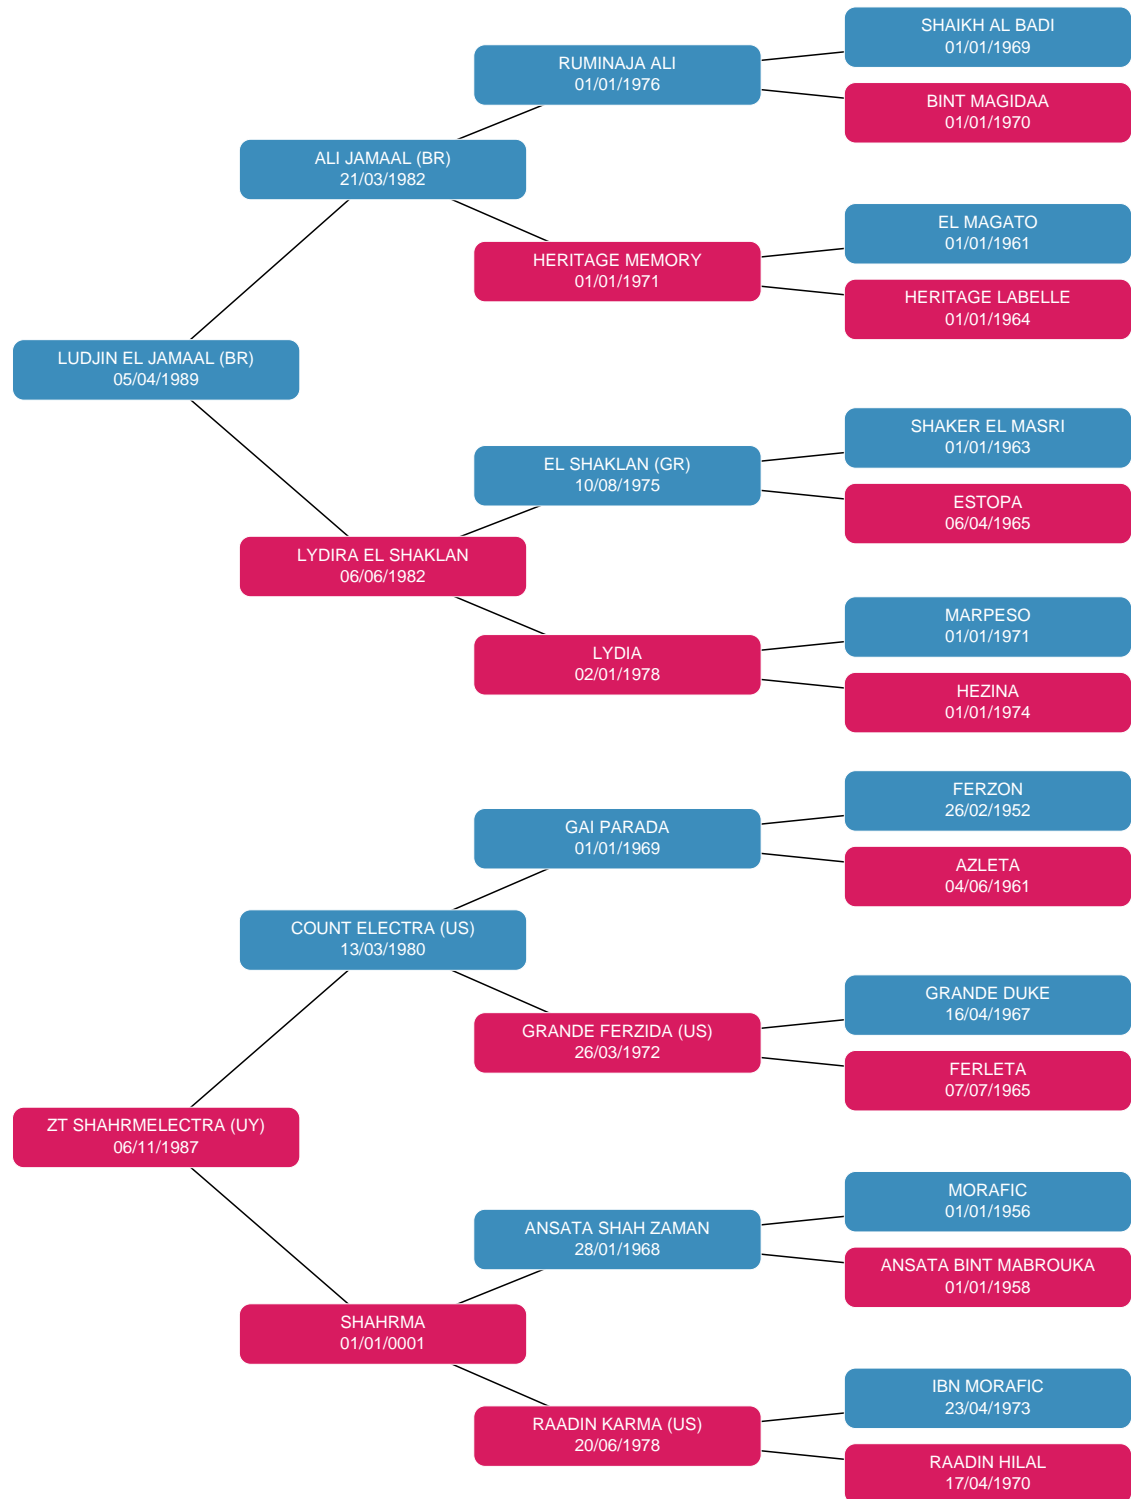 SHAIKH AL BADI
01/01/1969
RUMINAJA ALI
01/01/1976
BINT MAGIDAA
01/01/1970
ALI JAMAAL (BR)
21/03/1982
EL MAGATO
01/01/1961
HERITAGE MEMORY
01/01/1971
HERITAGE LABELLE
01/01/1964
LUDJIN EL JAMAAL (BR)
05/04/1989
SHAKER EL MASRI
01/01/1963
EL SHAKLAN (GR)
10/08/1975
ESTOPA
06/04/1965
LYDIRA EL SHAKLAN
06/06/1982
MARPESO
01/01/1971
LYDIA
02/01/1978
HEZINA
01/01/1974
FERZON
26/02/1952
GAI PARADA
01/01/1969
AZLETA
04/06/1961
COUNT ELECTRA (US)
13/03/1980
GRANDE DUKE
16/04/1967
GRANDE FERZIDA (US)
26/03/1972
FERLETA
07/07/1965
ZT SHAHRMELECTRA (UY)
06/11/1987
MORAFIC
01/01/1956
ANSATA SHAH ZAMAN
28/01/1968
ANSATA BINT MABROUKA
01/01/1958
SHAHRMA
01/01/0001
IBN MORAFIC
23/04/1973
RAADIN KARMA (US)
20/06/1978
RAADIN HILAL
17/04/1970